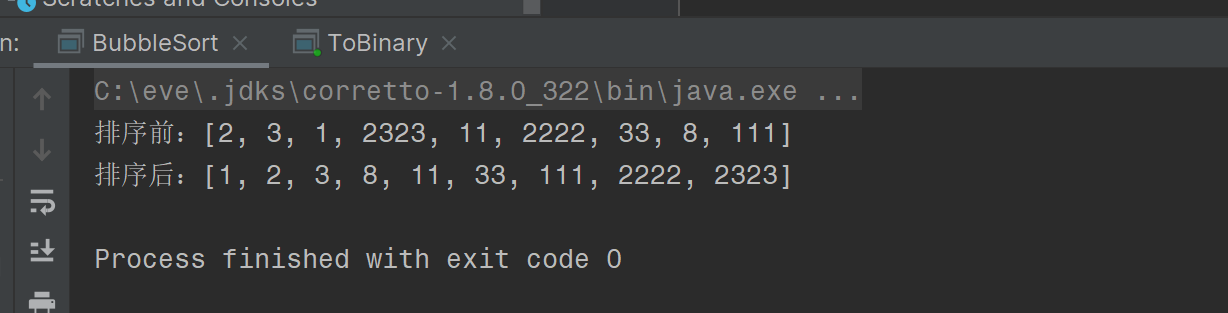 Scratches and Consoles
n: BubbleSort ToBinary
C:\eve\.jdks\corretto-1.8.0_322\bin\java.exe ...
排序前：[2, 3, 1, 2323, 11, 2222, 33, 8, 111]
排序后：[1, 2, 3, 8, 11, 33, 111, 2222, 2323]
Process finished with exit code 0